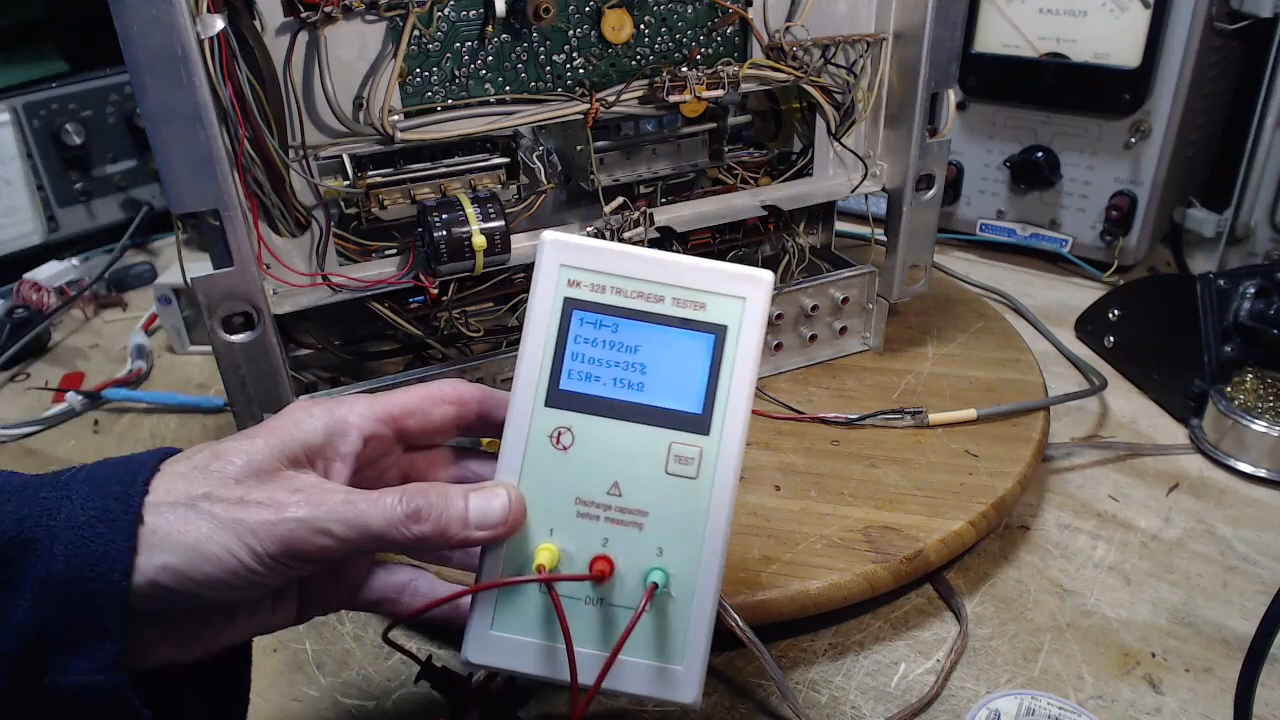 R.M.S. VOLTS
OUTPUT
MK-328 TR\LCR\ESR TESTER
1⊣⊢3
C=6192nF
Vloss=35%
ESR=.15kΩ
TEST
Discharge capacitor
before measuring
1 2 3
DUT